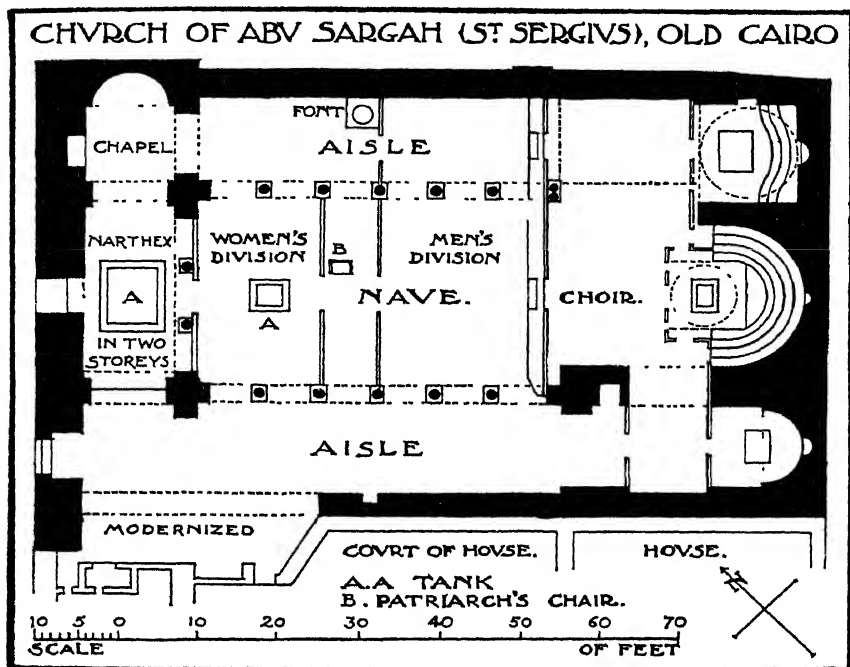 CHVRCH OF ABV SARGAH (ST SERGIVS), OLD CAIRO
FONT
CHAPEL
AISLE
NARTHEX
WOMEN'S
DIVISION
B
MEN'S
DIVISION
A
A
NAVE.
CHOIR.
IN TWO
STOREYS
AISLE
MODERNIZED
COVRT OF HOVSE.
HOVSE.
A.A TANK
B. PATRIARCH'S CHAIR.
N
10 5 0 10 20 30 40 50 60 70
SCALE
OF FEET